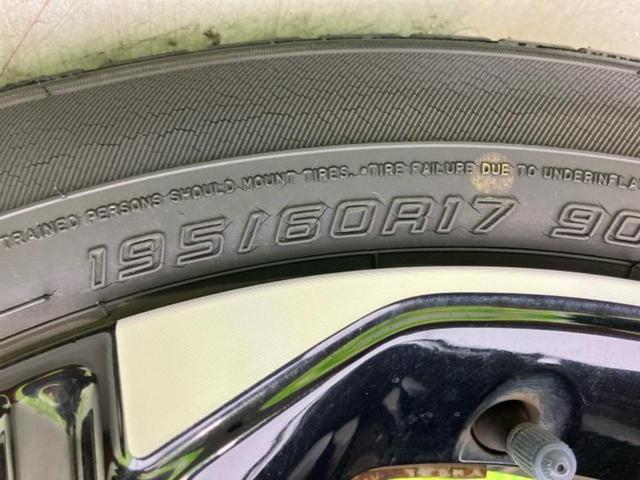 TRAINED PERSONS SHOULD MOUNT TIRES. •TIRE FAILURE DUE TO UNDERINFLA
195/60R17 90